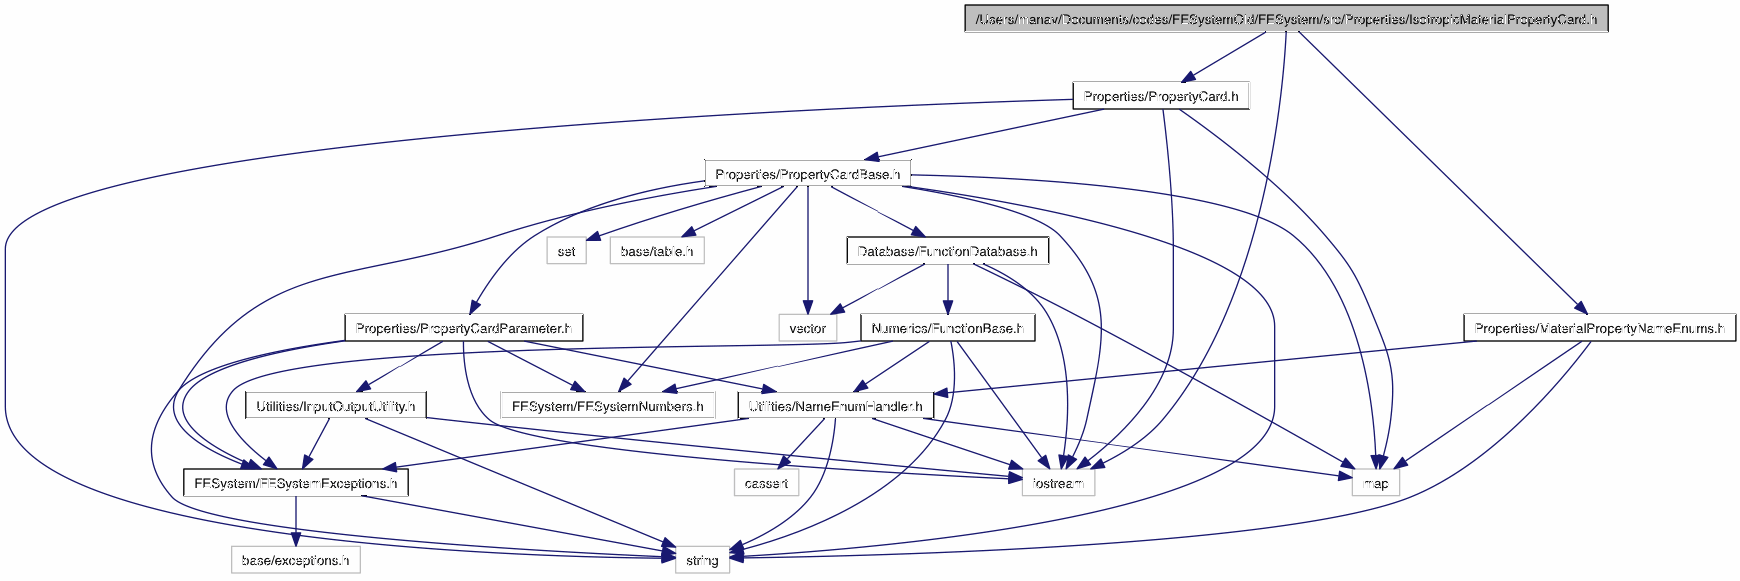 /Users/manav/Documents/codes/FESystemOld/FESystem/src/Properties/IsotropicMaterialPropertyCard.h
Properties/PropertyCard.h
Properties/PropertyCardBase.h
set
base/table.h
Database/FunctionDatabase.h
Properties/PropertyCardParameter.h
vector
Numerics/FunctionBase.h
Properties/MaterialPropertyNameEnums.h
Utilities/InputOutputUtility.h
FESystem/FESystemNumbers.h
Utilities/NameEnumHandler.h
FESystem/FESystemExceptions.h
cassert
iostream
map
base/exceptions.h
string